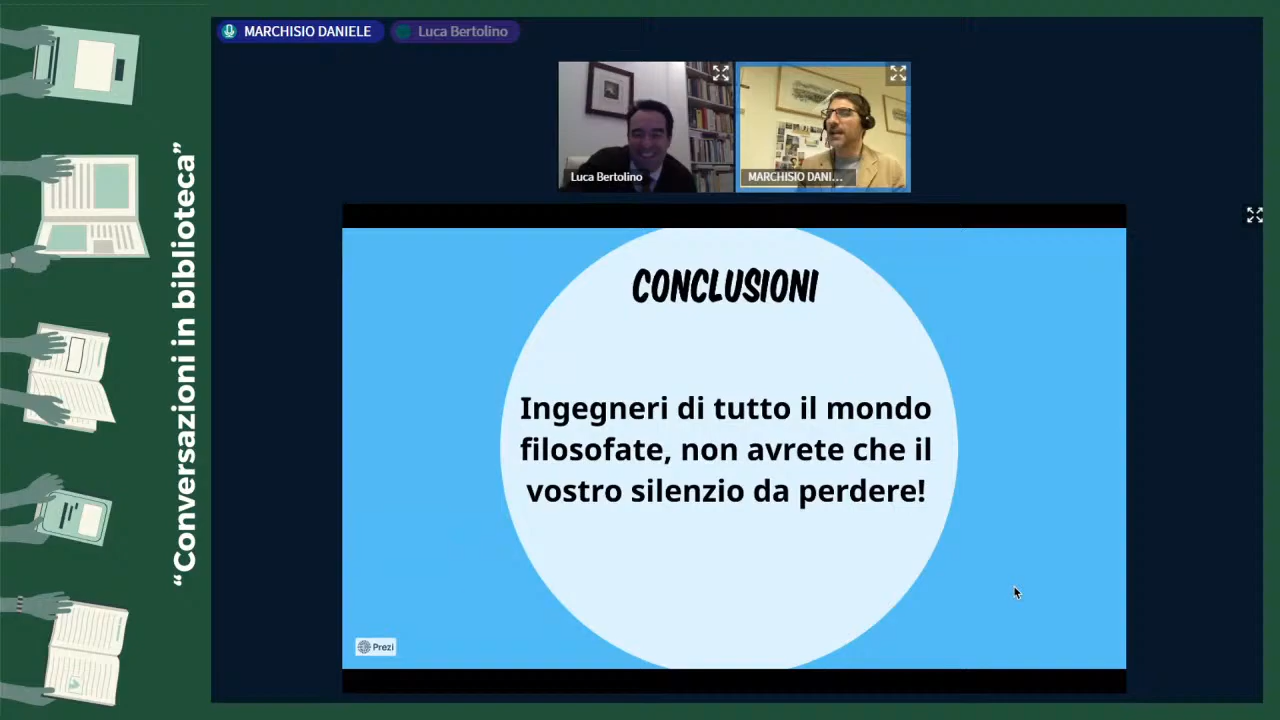 MARCHISIO DANIELE
Luca Bertolino
Luca Bertolino
MARCHISIO DANI...
“Conversazioni in biblioteca”
CONCLUSIONI
Ingegneri di tutto il mondo
filosofate, non avrete che il
vostro silenzio da perdere!
Prezi